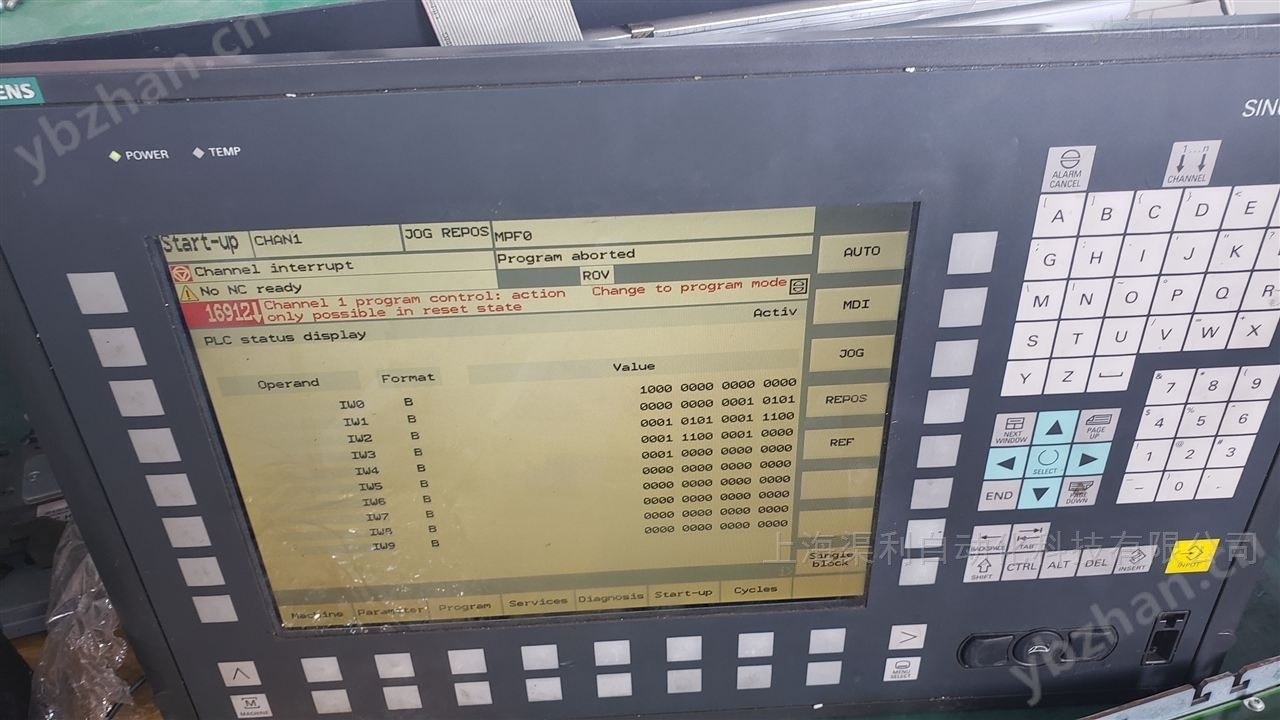 ENS
POWER
TEMP
Start-up
CHAN1
JOG REPOS
MPF0
Channel interrupt
Program aborted
No NC ready
ROV
16912↓
Channel 1 program control: action
only possible in reset state
Change to program mode
PLC status display
Activ
Operand
Format
Value
IW0 B 1000 0000 0000 0000
IW1 B 0000 0000 0001 0101
IW2 B 0001 0101 0001 1100
IW3 B 0001 1100 0001 0000
IW4 B 0001 0000 0000 0000
IW5 B 0000 0000 0000 0000
IW6 B 0000 0000 0000 0000
IW7 B 0000 0000 0000 0000
IW8 B 0000 0000 0000 0000
IW9 B 0000 0000 0000 0000
AUTO
MDI
JOG
REPOS
REF
Single
block
Machine
Parameter
Program
Services
Diagnosis
Start-up
Cycles
ALARM
CANCEL
1...n
CHANNEL
A B C D E
G H I J K
M N O P Q R
S T U V W X
Y Z
7 8 9
4 5 6
1 2 3
- 0 .
NEXT
WINDOW
PAGE
UP
SELECT
END
PAGE
DOWN
BACKSPACE
TAB
SHIFT
CTRL
ALT
DEL
INSERT
INPUT
M
MACHINE
>
MENU
SELECT
ybzhan.cn
上海渠利自动化科技有限公司
ybzhan.cn